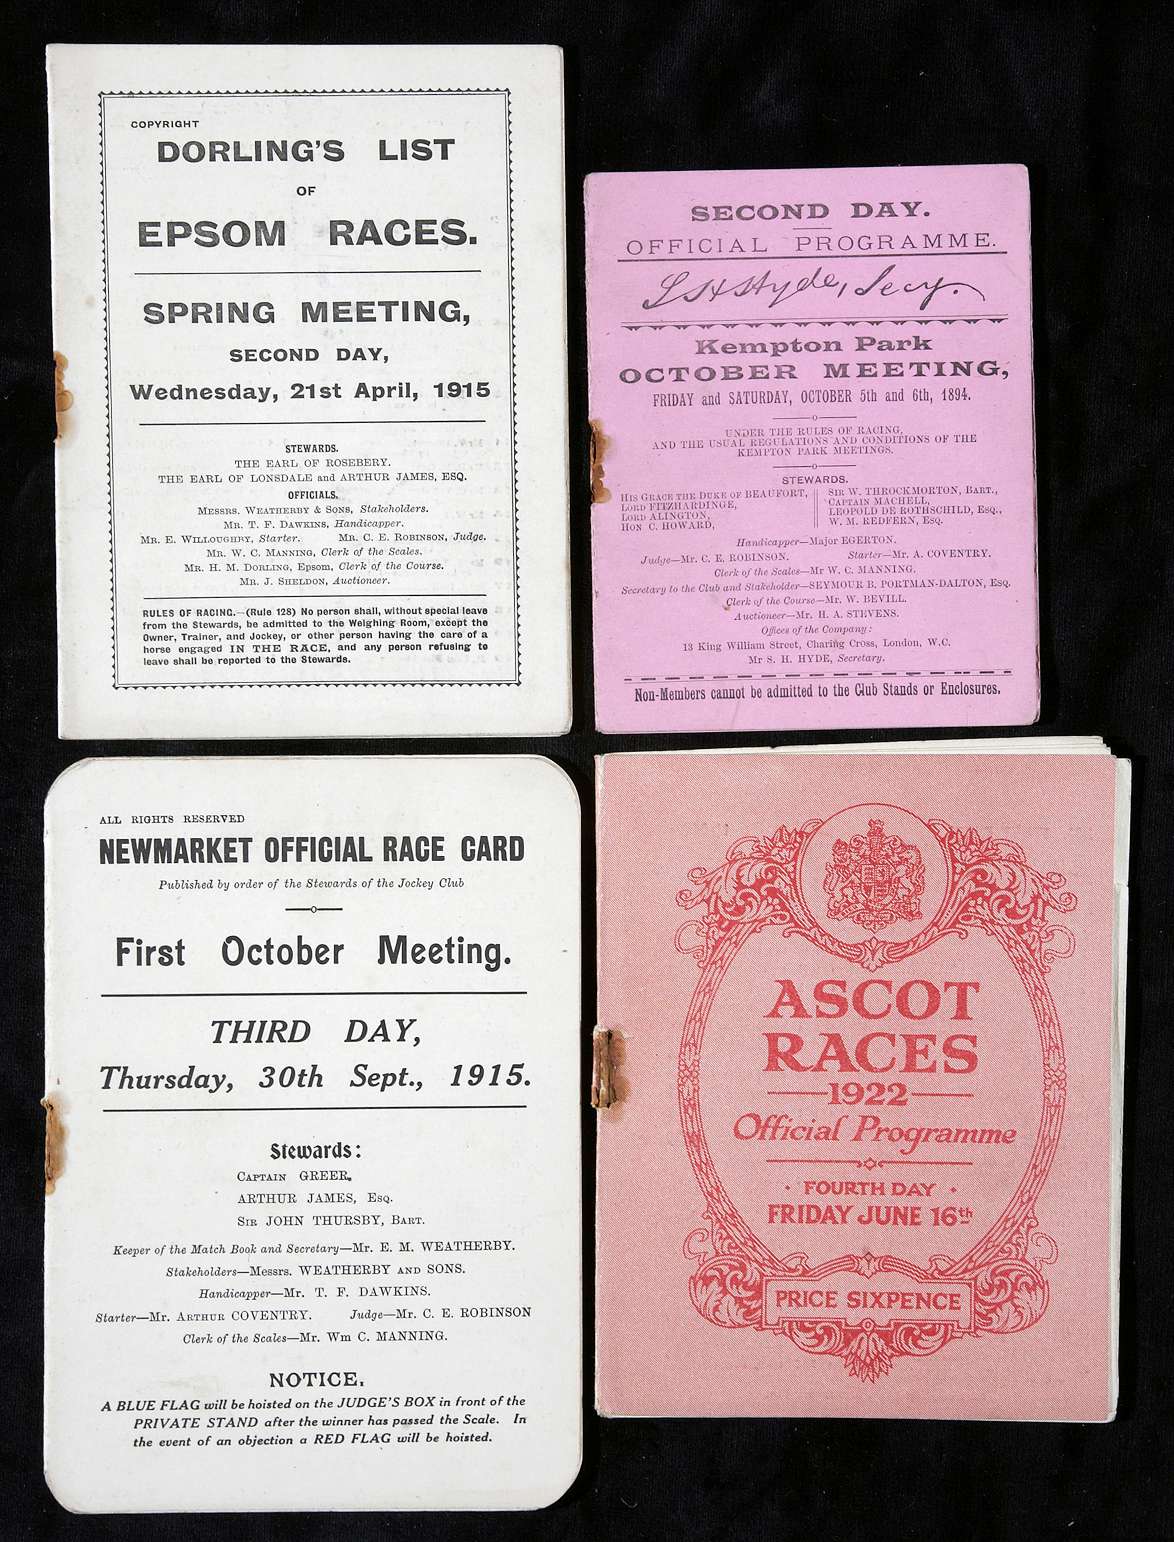 COPYRIGHT
DORLING'S LIST
OF
EPSOM RACES.
SPRING MEETING,
SECOND DAY,
Wednesday, 21st April, 1915
STEWARDS.
THE EARL OF ROSEBERY.
THE EARL OF LONSDALE and ARTHUR JAMES, ESQ.
OFFICIALS.
MESSRS. WEATHERBY & SONS, Stakeholders.
MR. T. F. DAWKINS, Handicapper.
MR. E. WILLOUGHBY, Starter. MR. C. E. ROBINSON, Judge.
MR. W. C. MANNING, Clerk of the Scales.
MR. H. M. DORLING, Epsom, Clerk of the Course.
MR. J. SHELDON, Auctioneer.
RULES OF RACING.—(Rule 128) No person shall, without special leave
from the Stewards, be admitted to the Weighing Room, except the
Owner, Trainer, and Jockey, or other person having the care of a
horse engaged IN THE RACE, and any person refusing to
leave shall be reported to the Stewards.
SECOND DAY.
OFFICIAL PROGRAMME.
S H Hyde, Secy.
Kempton Park
OCTOBER MEETING,
FRIDAY and SATURDAY, OCTOBER 5th and 6th, 1894.
UNDER THE RULES OF RACING,
AND THE USUAL REGULATIONS AND CONDITIONS OF THE
KEMPTON PARK MEETINGS.
STEWARDS.
HIS GRACE THE DUKE OF BEAUFORT,
LORD FITZHARDINGE,
LORD ALINGTON,
HON C. HOWARD,
SIR W. THROCKMORTON, BART.,
CAPTAIN MACHELL,
LEOPOLD DE ROTHSCHILD, ESQ.,
W. M. REDFERN, ESQ.
Handicapper—Major EGERTON.
Judge—Mr. C. E. ROBINSON. Starter—Mr. A. COVENTRY.
Clerk of the Scales—Mr W. C. MANNING.
Secretary to the Club and Stakeholder—SEYMOUR B. PORTMAN-DALTON, ESQ.
Clerk of the Course—Mr. W. BEVILL.
Auctioneer—Mr. H. A. STEVENS.
Offices of the Company:
13 King William Street, Charing Cross, London, W.C.
Mr S. H. HYDE, Secretary.
Non-Members cannot be admitted to the Club Stands or Enclosures.
ALL RIGHTS RESERVED
NEWMARKET OFFICIAL RACE CARD
Published by order of the Stewards of the Jockey Club
First October Meeting.
THIRD DAY,
Thursday, 30th Sept., 1915.
Stewards:
CAPTAIN GREER.
ARTHUR JAMES, ESQ.
SIR JOHN THURSBY, BART.
Keeper of the Match Book and Secretary—Mr. E. M. WEATHERBY.
Stakeholders—Messrs. WEATHERBY AND SONS.
Handicapper—Mr. T. F. DAWKINS.
Starter—Mr. ARTHUR COVENTRY. Judge—Mr. C. E. ROBINSON
Clerk of the Scales—Mr. Wm C. MANNING.
NOTICE.
A BLUE FLAG will be hoisted on the JUDGE'S BOX in front of the
PRIVATE STAND after the winner has passed the Scale. In
the event of an objection a RED FLAG will be hoisted.
ASCOT
RACES
1922
Official Programme
· FOURTH DAY ·
FRIDAY JUNE 16th
PRICE SIXPENCE